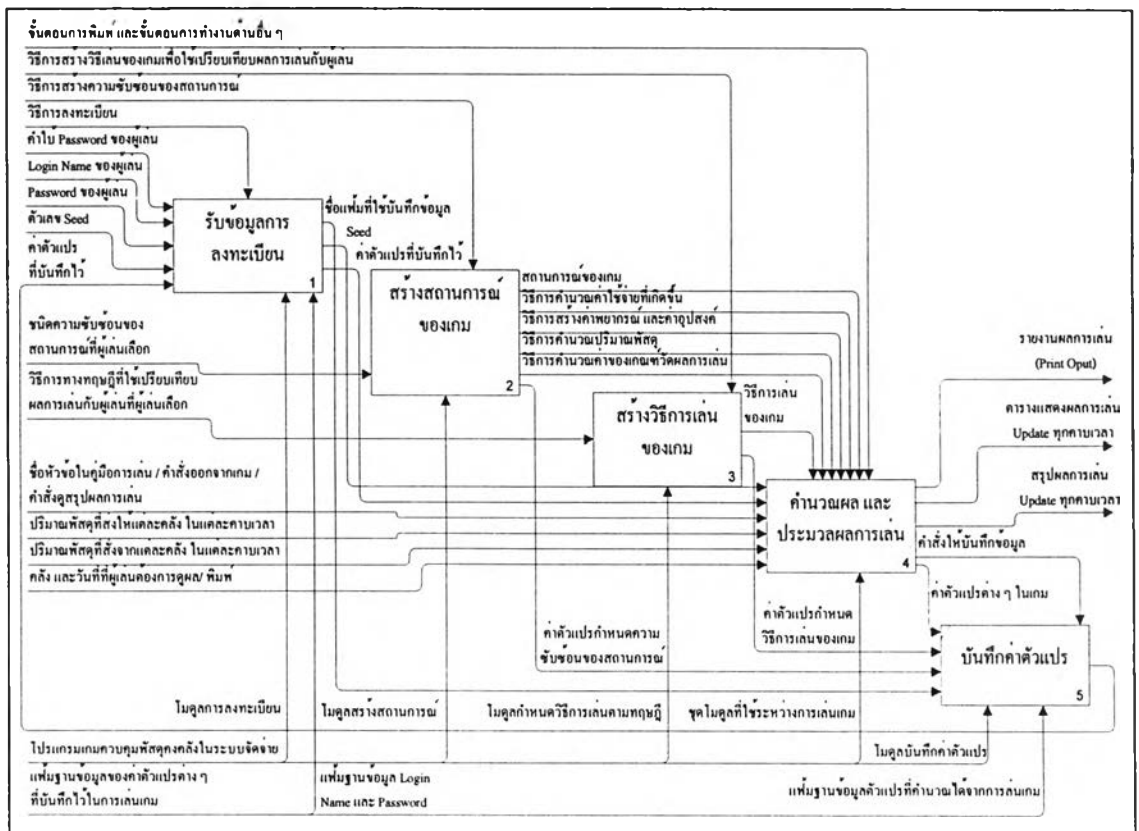 ขั้นตอนการพิมพ์ และขั้นตอนการทำงานด้านอื่น ๆ
วิธีการสร้างวิธีเล่นของเกมเพื่อใช้เปรียบเทียบผลการเล่นกับผู้เล่น
วิธีการสร้างความซับซ้อนของสถานการณ์
วิธีการลงทะเบียน
คำใบ้ Password ของผู้เล่น
Login Name ของผู้เล่น
Password ของผู้เล่น
ตัวเลข Seed
ค่าตัวแปร
ที่บันทึกไว้
รับข้อมูลการ
ลงทะเบียน
1
ชื่อแฟ้มที่ใช้บันทึกข้อมูล
Seed
ค่าตัวแปรที่บันทึกไว้
สร้างสถานการณ์
ของเกม
2
สถานการณ์ของเกม
วิธีการคำนวณค่าใช้จ่ายที่เกิดขึ้น
วิธีการสร้างค่าพยากรณ์ และค่าอุปสงค์
วิธีการคำนวณปริมาณพัสดุ
วิธีการคำนวณค่าของเกณฑ์วัดผลการเล่น
ชนิดความซับซ้อนของ
สถานการณ์ที่ผู้เล่นเลือก
วิธีการทางทฤษฎีที่ใช้เปรียบเทียบ
ผลการเล่นกับผู้เล่นที่ผู้เล่นเลือก
สร้างวิธีการเล่น
ของเกม
3
วิธีการเล่น
ของเกม
รายงานผลการเล่น
(Print Oput)
ตารางแสดงผลการเล่น
Update ทุกคาบเวลา
สรุปผลการเล่น
Update ทุกคาบเวลา
ชื่อหัวข้อในคู่มือการเล่น / คำสั่งออกจากเกม /
คำสั่งดูสรุปผลการเล่น
ปริมาณพัสดุที่ส่งให้แต่ละคลัง ในแต่ละคาบเวลา
ปริมาณพัสดุที่สั่งจากแต่ละคลัง ในแต่ละคาบเวลา
คลัง และวันที่ที่ผู้เล่นต้องการดูผล/ พิมพ์
คำนวณผล และ
ประมวลผลการเล่น
4
คำสั่งให้บันทึกข้อมูล
ค่าตัวแปรต่าง ๆ ในเกม
ค่าตัวแปรกำหนด
วิธีการเล่นของเกม
ค่าตัวแปรกำหนดความ
ซับซ้อนของสถานการณ์
บันทึกค่าตัวแปร
5
โมดูลการลงทะเบียน
โมดูลสร้างสถานการณ์
โมดูลกำหนดวิธีการเล่นตามทฤษฎี
ชุดโมดูลที่ใช้ระหว่างการเล่นเกม
โมดูลบันทึกค่าตัวแปร
โปรแกรมเกมควบคุมพัสดุคงคลังในระบบจัดจ่าย
แฟ้มฐานข้อมูลของค่าตัวแปรต่าง ๆ
ที่บันทึกไว้ในการเล่นเกม
แฟ้มฐานข้อมูล Login
Name และ Password
แฟ้มฐานข้อมูลตัวแปรที่คำนวณได้จากการเล่นเกม